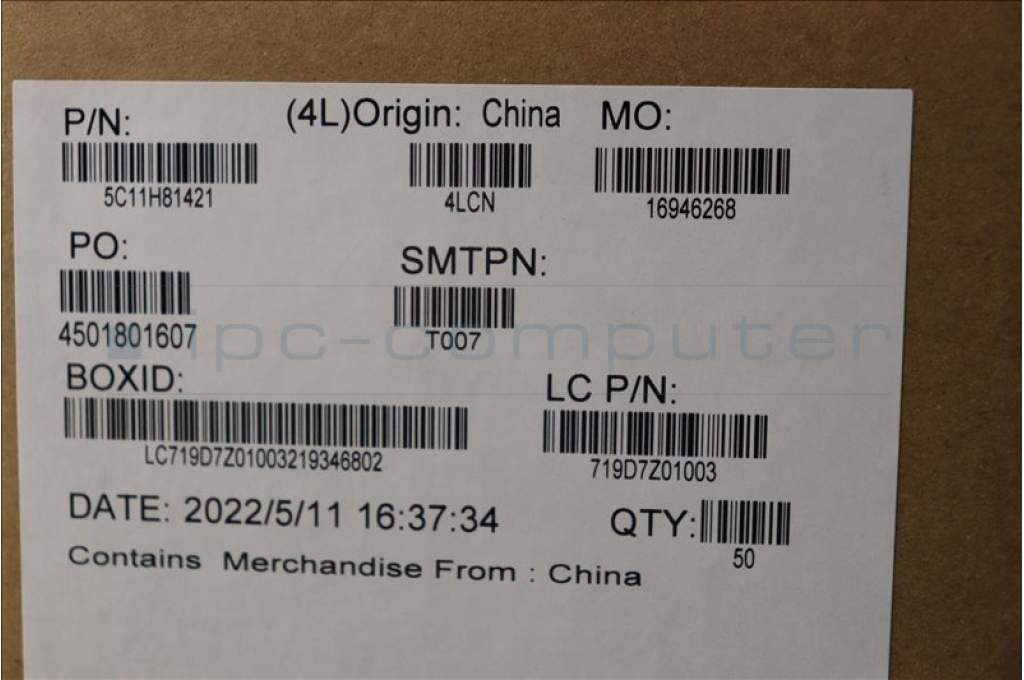 P/N: (4L)Origin: China MO:
5C11H81421 4LCN 16946268
PO: SMTPN:
4501801607 T007
ipc-computer
BOXID: LC P/N:
LC719D7Z01003219346802 719D7Z01003
DATE: 2022/5/11 16:37:34 QTY:
50
Contains Merchandise From : China